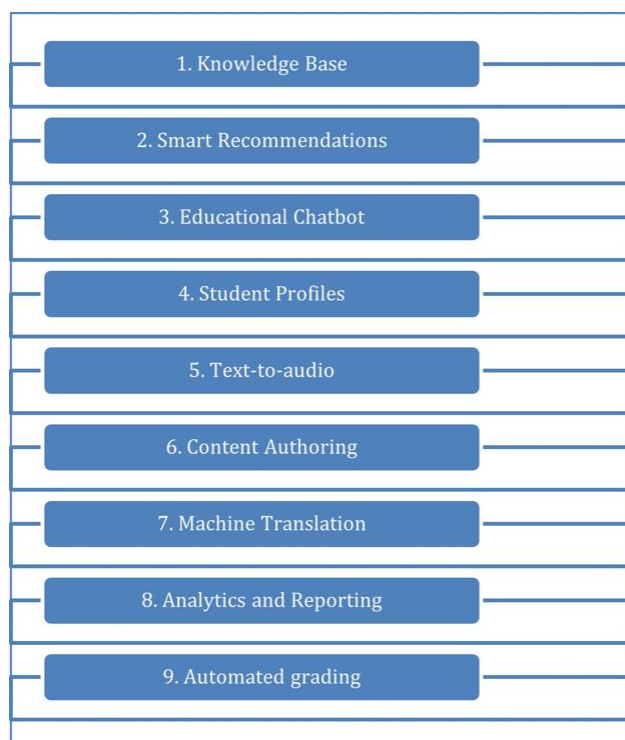 1. Knowledge Base
2. Smart Recommendations
3. Educational Chatbot
4. Student Profiles
5. Text-to-audio
6. Content Authoring
7. Machine Translation
8. Analytics and Reporting
9. Automated grading